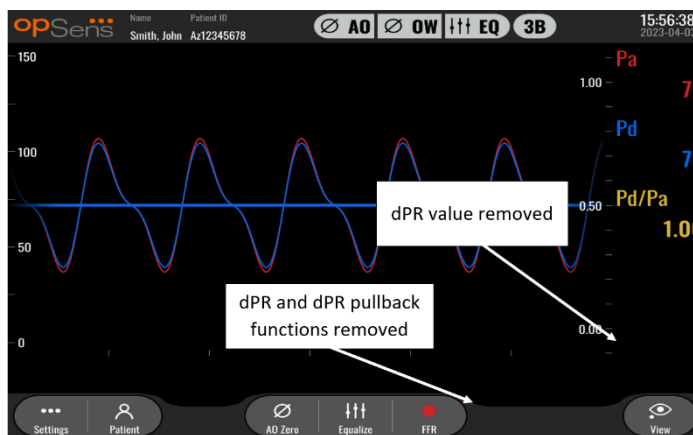 opSens
Name
Patient ID
Smith, John Az12345678
Ø AO
Ø OW
EQ
3B
15:56:38
2023-04-03
150
100
50
0
1.00
0.50
0.00
Pa
7
Pd
7
Pd/Pa
1.00
dPR value removed
dPR and dPR pullback
functions removed
Settings
Patient
AO Zero
Equalize
FFR
View